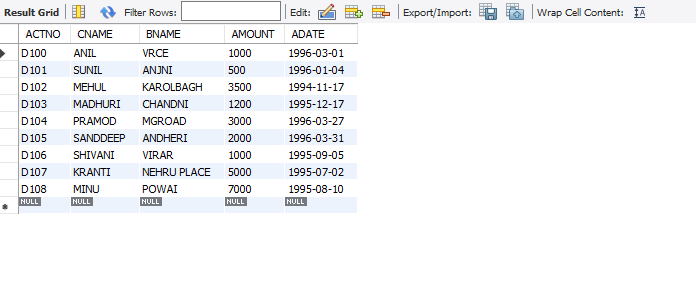 Result Grid Filter Rows: Edit: Export/Import: Wrap Cell Content: IA
ACTNO CNAME BNAME AMOUNT ADATE
D100 ANIL VRCE 1000 1996-03-01
D101 SUNIL ANJNI 500 1996-01-04
D102 MEHUL KAROLBAGH 3500 1994-11-17
D103 MADHURI CHANDNI 1200 1995-12-17
D104 PRAMOD MGROAD 3000 1996-03-27
D105 SANDDEEP ANDHERI 2000 1996-03-31
D106 SHIVANI VIRAR 1000 1995-09-05
D107 KRANTI NEHRU PLACE 5000 1995-07-02
D108 MINU POWAI 7000 1995-08-10
NULL NULL NULL NULL NULL